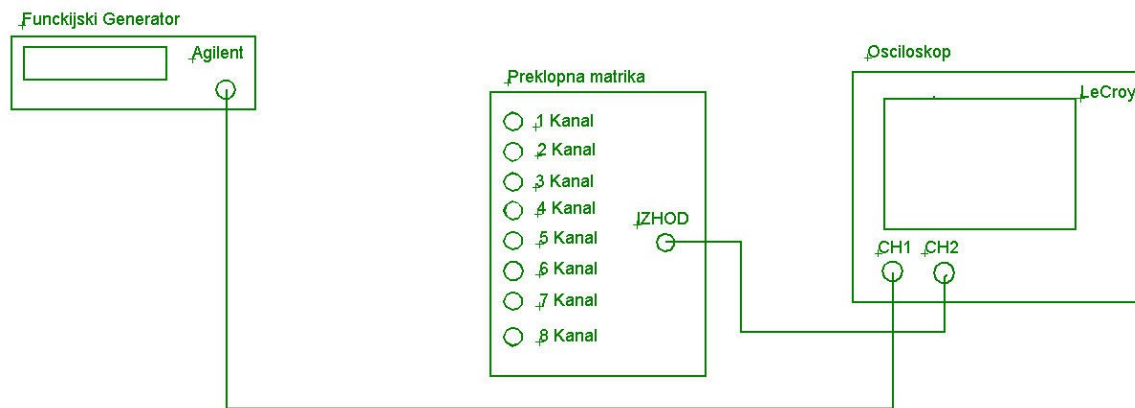 Funckijski Generator
Agilent
Preklopna matrika
1 Kanal
2 Kanal
3 Kanal
4 Kanal
5 Kanal
6 Kanal
7 Kanal
8 Kanal
IZHOD
Osciloskop
LeCroy
CH1 CH2